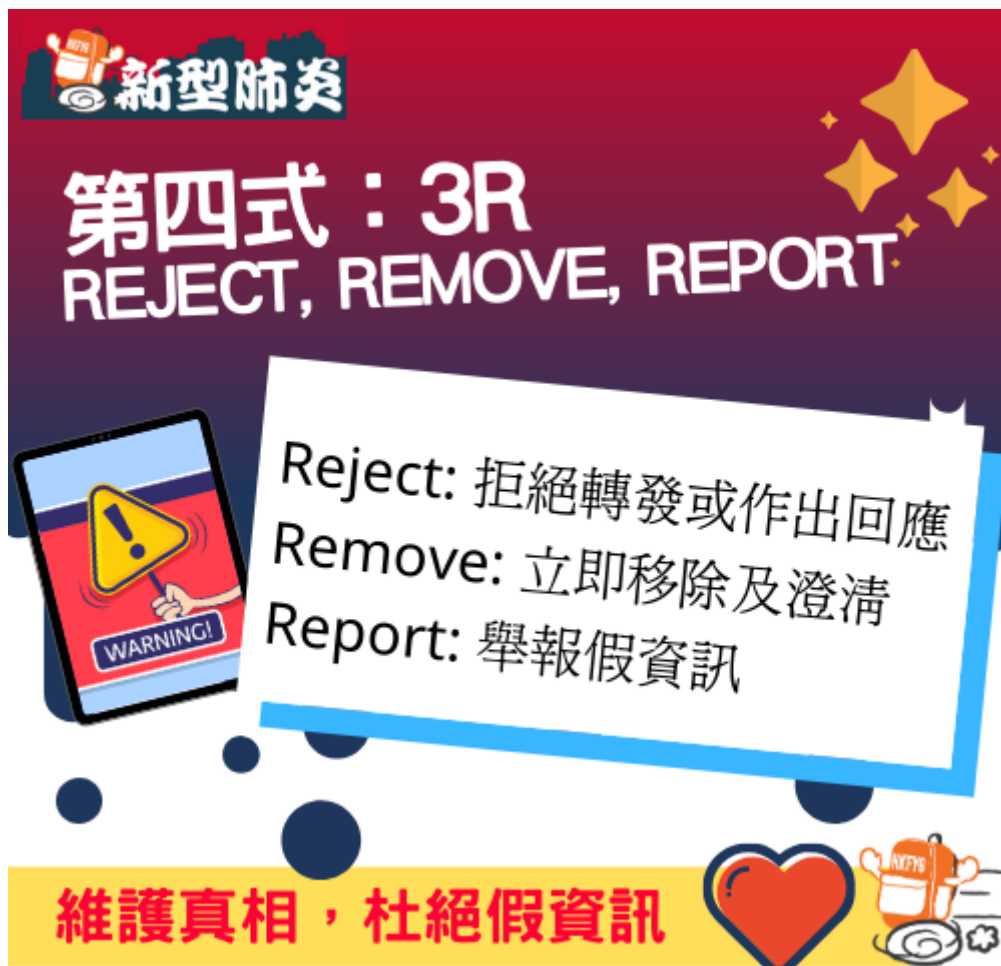 HKFYG
新型肺炎
第四式：3R
REJECT, REMOVE, REPORT
Reject: 拒絕轉發或作出回應
Remove: 立即移除及澄清
Report: 舉報假資訊
WARNING!
維護真相，杜絕假資訊
HKFYG